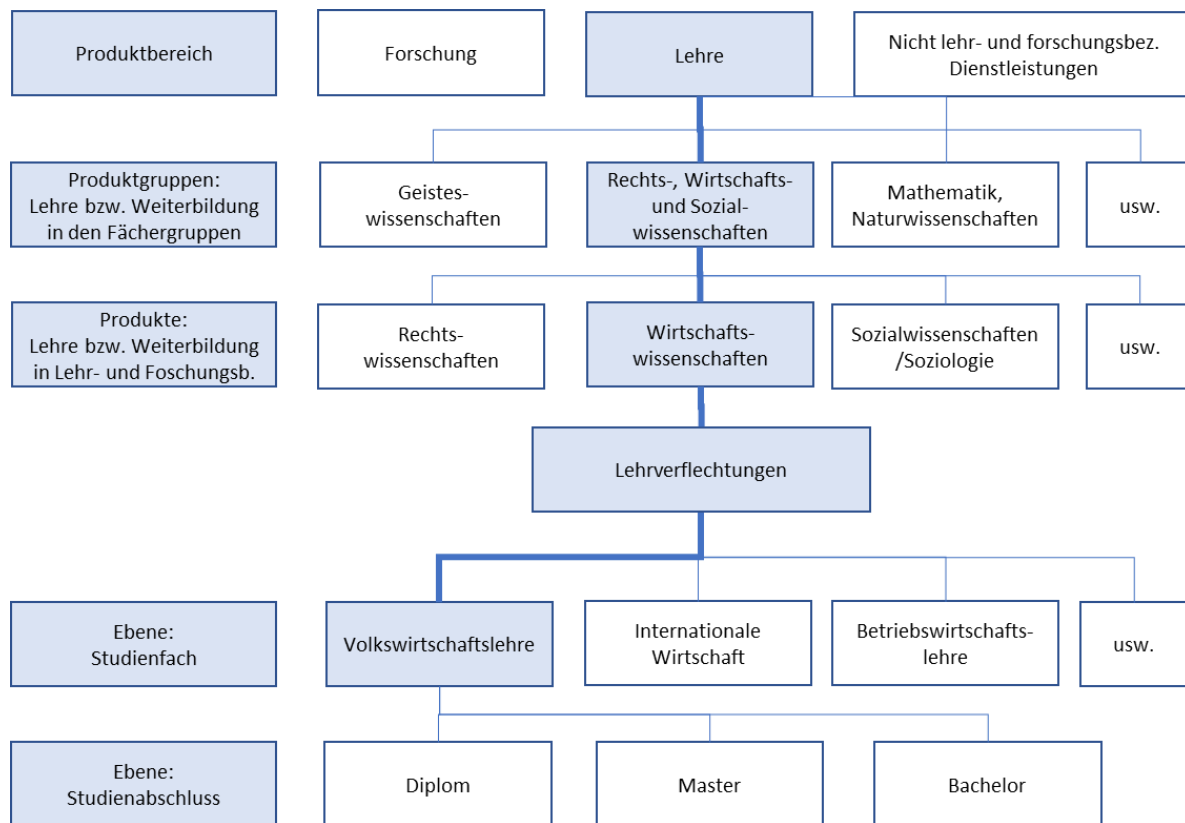 Produktbereich
Forschung
Lehre
Nicht lehr- und forschungsbez.
Dienstleistungen
Produktgruppen:
Lehre bzw. Weiterbildung
in den Fächergruppen
Geistes-
wissenschaften
Rechts-, Wirtschafts-
und Sozial-
wissenschaften
Mathematik,
Naturwissenschaften
usw.
Produkte:
Lehre bzw. Weiterbildung
in Lehr- und Foschungsb.
Rechts-
wissenschaften
Wirtschafts-
wissenschaften
Sozialwissenschaften
/Soziologie
usw.
Lehrverflechtungen
Ebene:
Studienfach
Volkswirtschaftslehre
Internationale
Wirtschaft
Betriebswirtschafts-
lehre
usw.
Ebene:
Studienabschluss
Diplom
Master
Bachelor